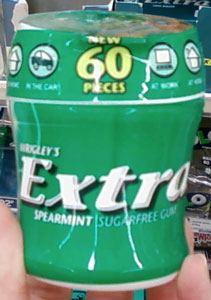 NEW
60
PIECES
IN THE CAR
AT WORK
WRIGLEY'S
Extra
SPEARMINT SUGARFREE GUM